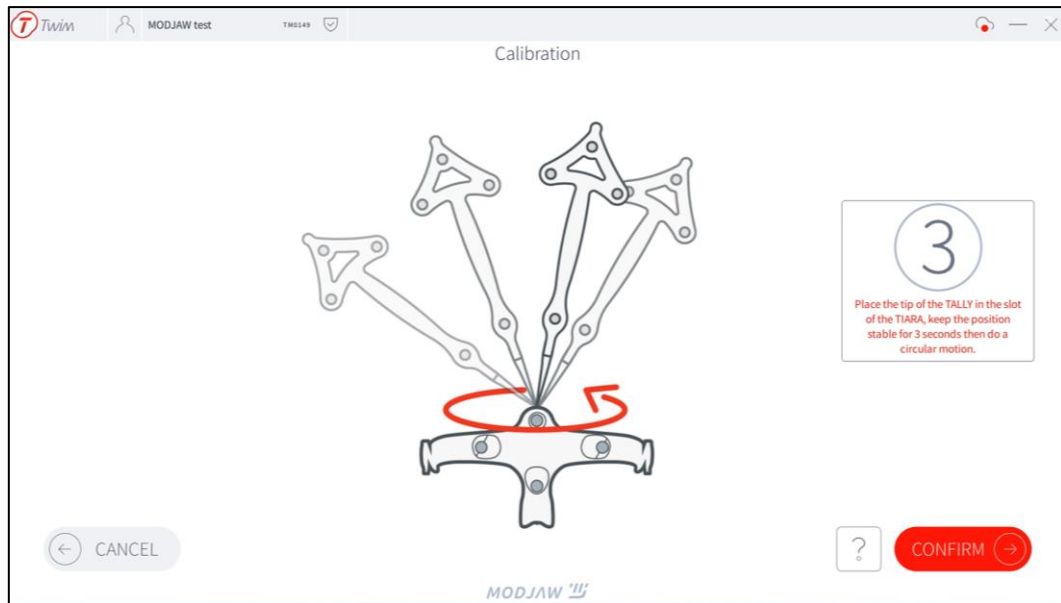 Twim
MODJAW test
TM0149
Calibration
3
Place the tip of the TALLY in the slot
of the TIARA, keep the position
stable for 3 seconds then do a
circular motion.
CANCEL
?
CONFIRM
MODJAW